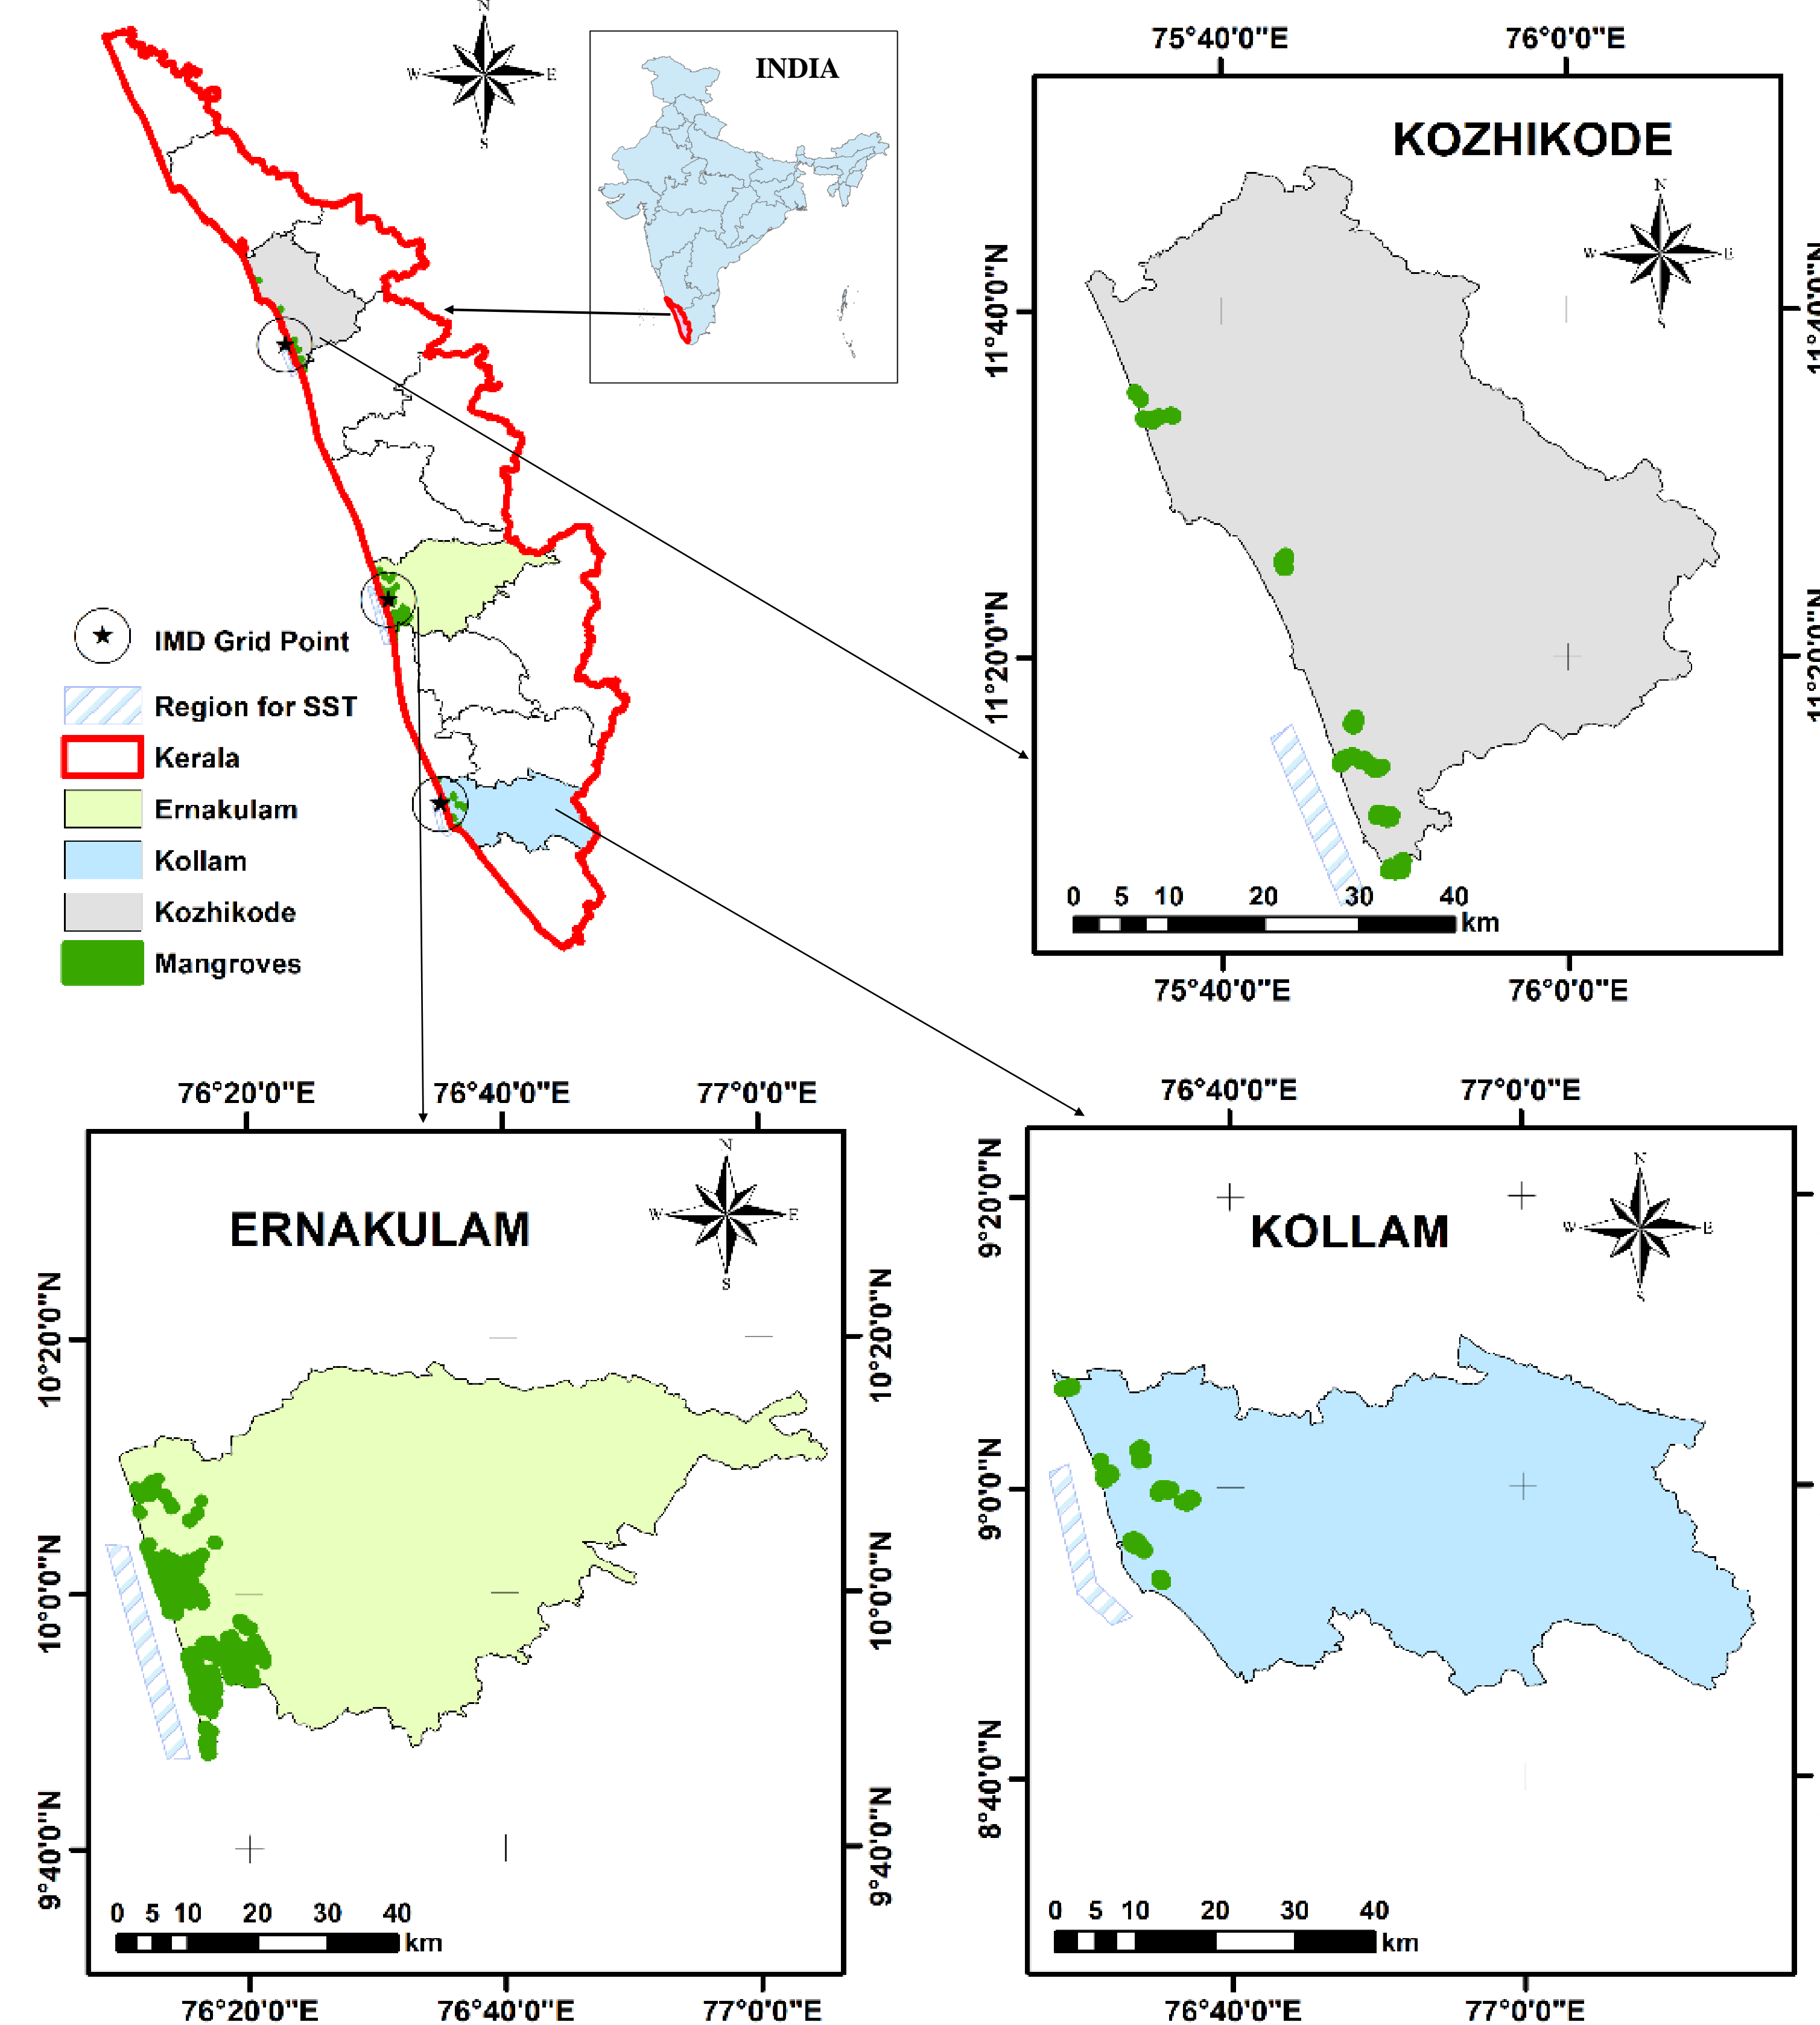 N
W E
S
INDIA
IMD Grid Point
Region for SST
Kerala
Ernakulam
Kollam
Kozhikode
Mangroves
75°40'0"E 76°0'0"E
KOZHIKODE
N
W E
S
11°40'0"N
11°20'0"N
0 5 10 20 30 40
km
75°40'0"E 76°0'0"E
76°20'0"E 76°40'0"E 77°0'0"E
ERNAKULAM
N
W E
S
10°20'0"N 10°20'0"N
10°0'0"N 10°0'0"N
9°40'0"N 9°40'0"N
0 5 10 20 30 40
km
76°20'0"E 76°40'0"E 77°0'0"E
76°40'0"E 77°0'0"E
KOLLAM
N
W E
S
9°20'0"N
9°0'0"N
8°40'0"N
0 5 10 20 30 40
km
76°40'0"E 77°0'0"E